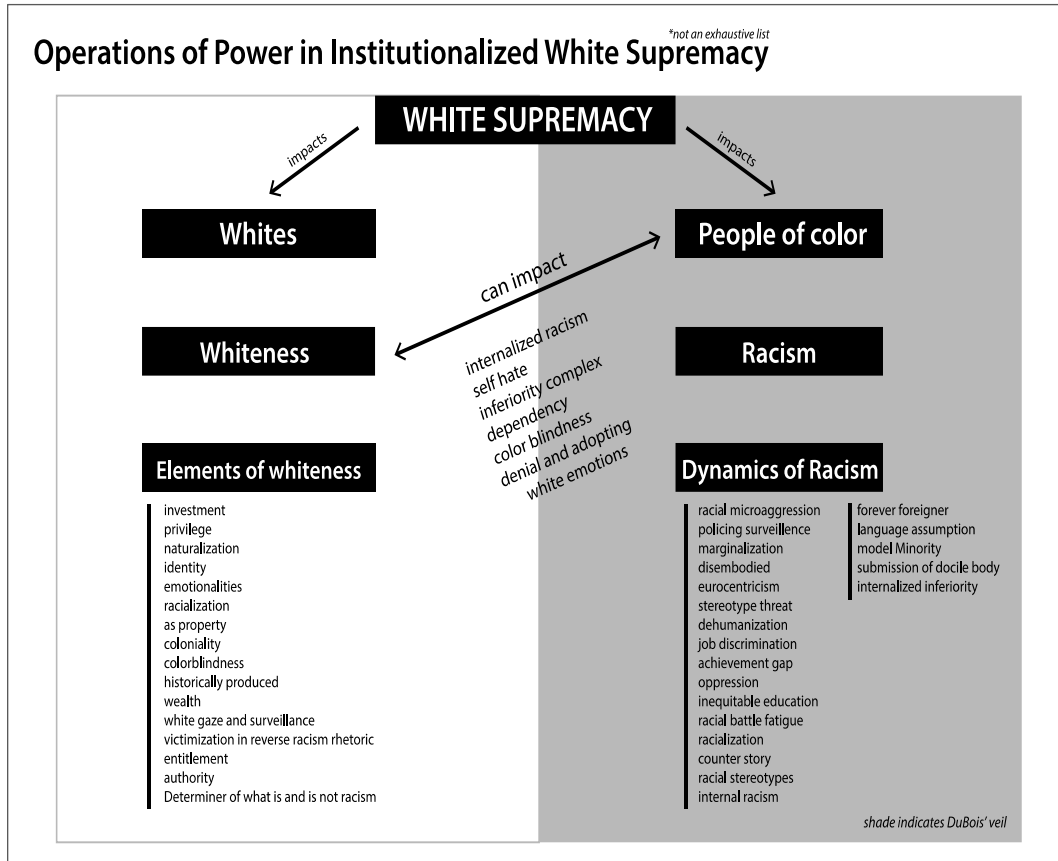 *not an exhaustive list
Operations of Power in Institutionalized White Supremacy
WHITE SUPREMACY
impacts
impacts
Whites
People of color
can impact
Whiteness
Racism
internalized racism
self hate
inferiority complex
dependency
color blindness
denial and adopting
white emotions
Elements of whiteness
investment
privilege
naturalization
identity
emotionalities
racialization
as property
coloniality
colorblindness
historically produced
wealth
white gaze and surveillance
victimization in reverse racism rhetoric
entitlement
authority
Determiner of what is and is not racism
Dynamics of Racism
racial microaggression
policing surveillence
marginalization
disembodied
eurocentricism
stereotype threat
dehumanization
job discrimination
achievement gap
oppression
inequitable education
racial battle fatigue
racialization
counter story
racial stereotypes
internal racism
forever foreigner
language assumption
model Minority
submission of docile body
internalized inferiority
shade indicates DuBois' veil